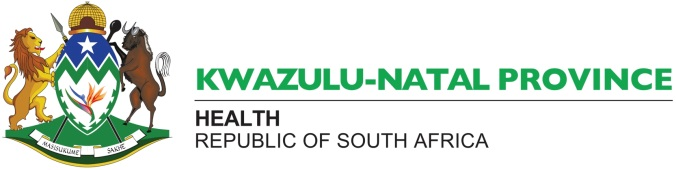 KWAZULU-NATAL PROVINCE
HEALTH
REPUBLIC OF SOUTH AFRICA
MASISUKUME SAKHE